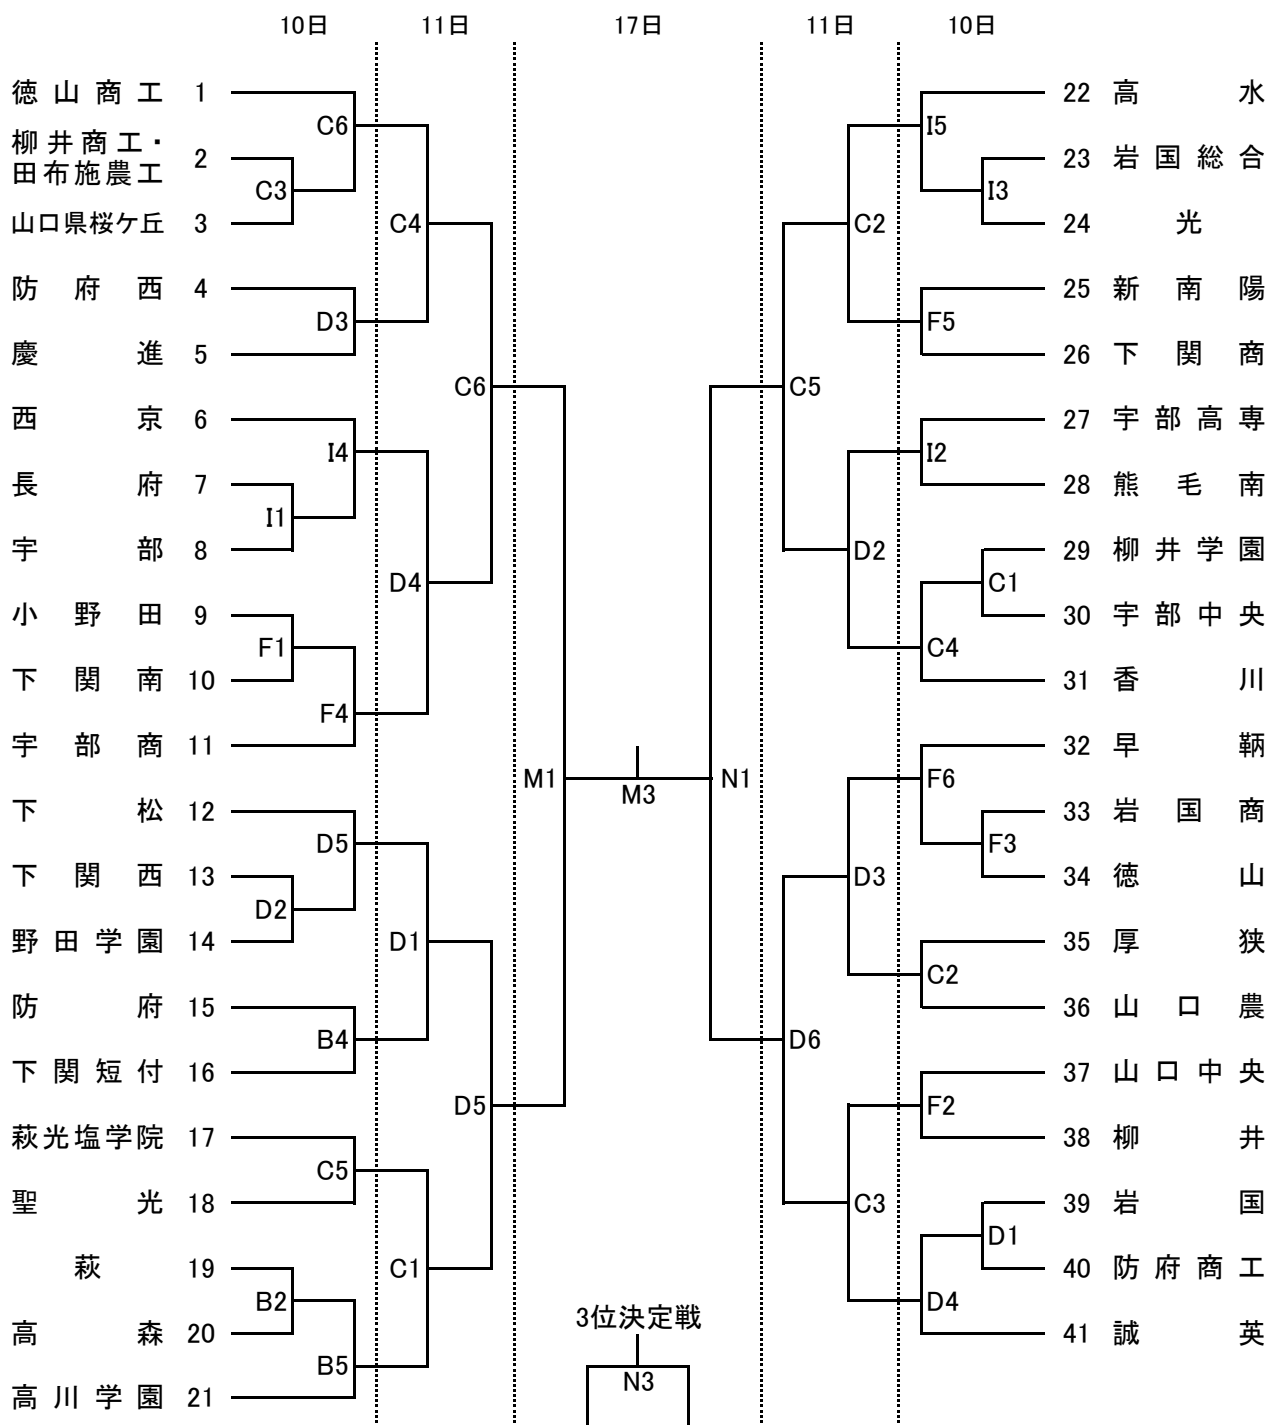 10日 11日 17日 11日 10日
徳山商工 1
柳井商工・
田布施農工 2
山口県桜ケ丘 3
防府西 4
慶進 5
西京 6
長府 7
宇部 8
小野田 9
下関南 10
宇部商 11
下松 12
下関西 13
野田学園 14
防府 15
下関短付 16
萩光塩学院 17
聖光 18
萩 19
高森 20
高川学園 21
C6
C3
D3
I4
I1
F1
F4
D5
D2
B4
C5
B2
B5
C4
D4
D1
C1
C6
D5
M1
M3
N1
3位決定戦
N3
C5
D6
C2
D2
D3
C3
I5
I3
F5
I2
C1
C4
F6
F3
C2
F2
D1
D4
22 高水
23 岩国総合
24 光
25 新南陽
26 下関商
27 宇部高専
28 熊毛南
29 柳井学園
30 宇部中央
31 香川
32 早鞆
33 岩国商
34 徳山
35 厚狭
36 山口農
37 山口中央
38 柳井
39 岩国
40 防府商工
41 誠英